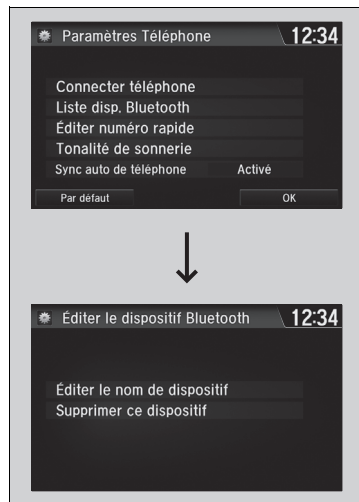 Paramètres Téléphone 12:34
Connecter téléphone
Liste disp. Bluetooth
Éditer numéro rapide
Tonalité de sonnerie
Sync auto de téléphone Activé
Par défaut OK
Éditer le dispositif Bluetooth 12:34
Éditer le nom de dispositif
Supprimer ce dispositif